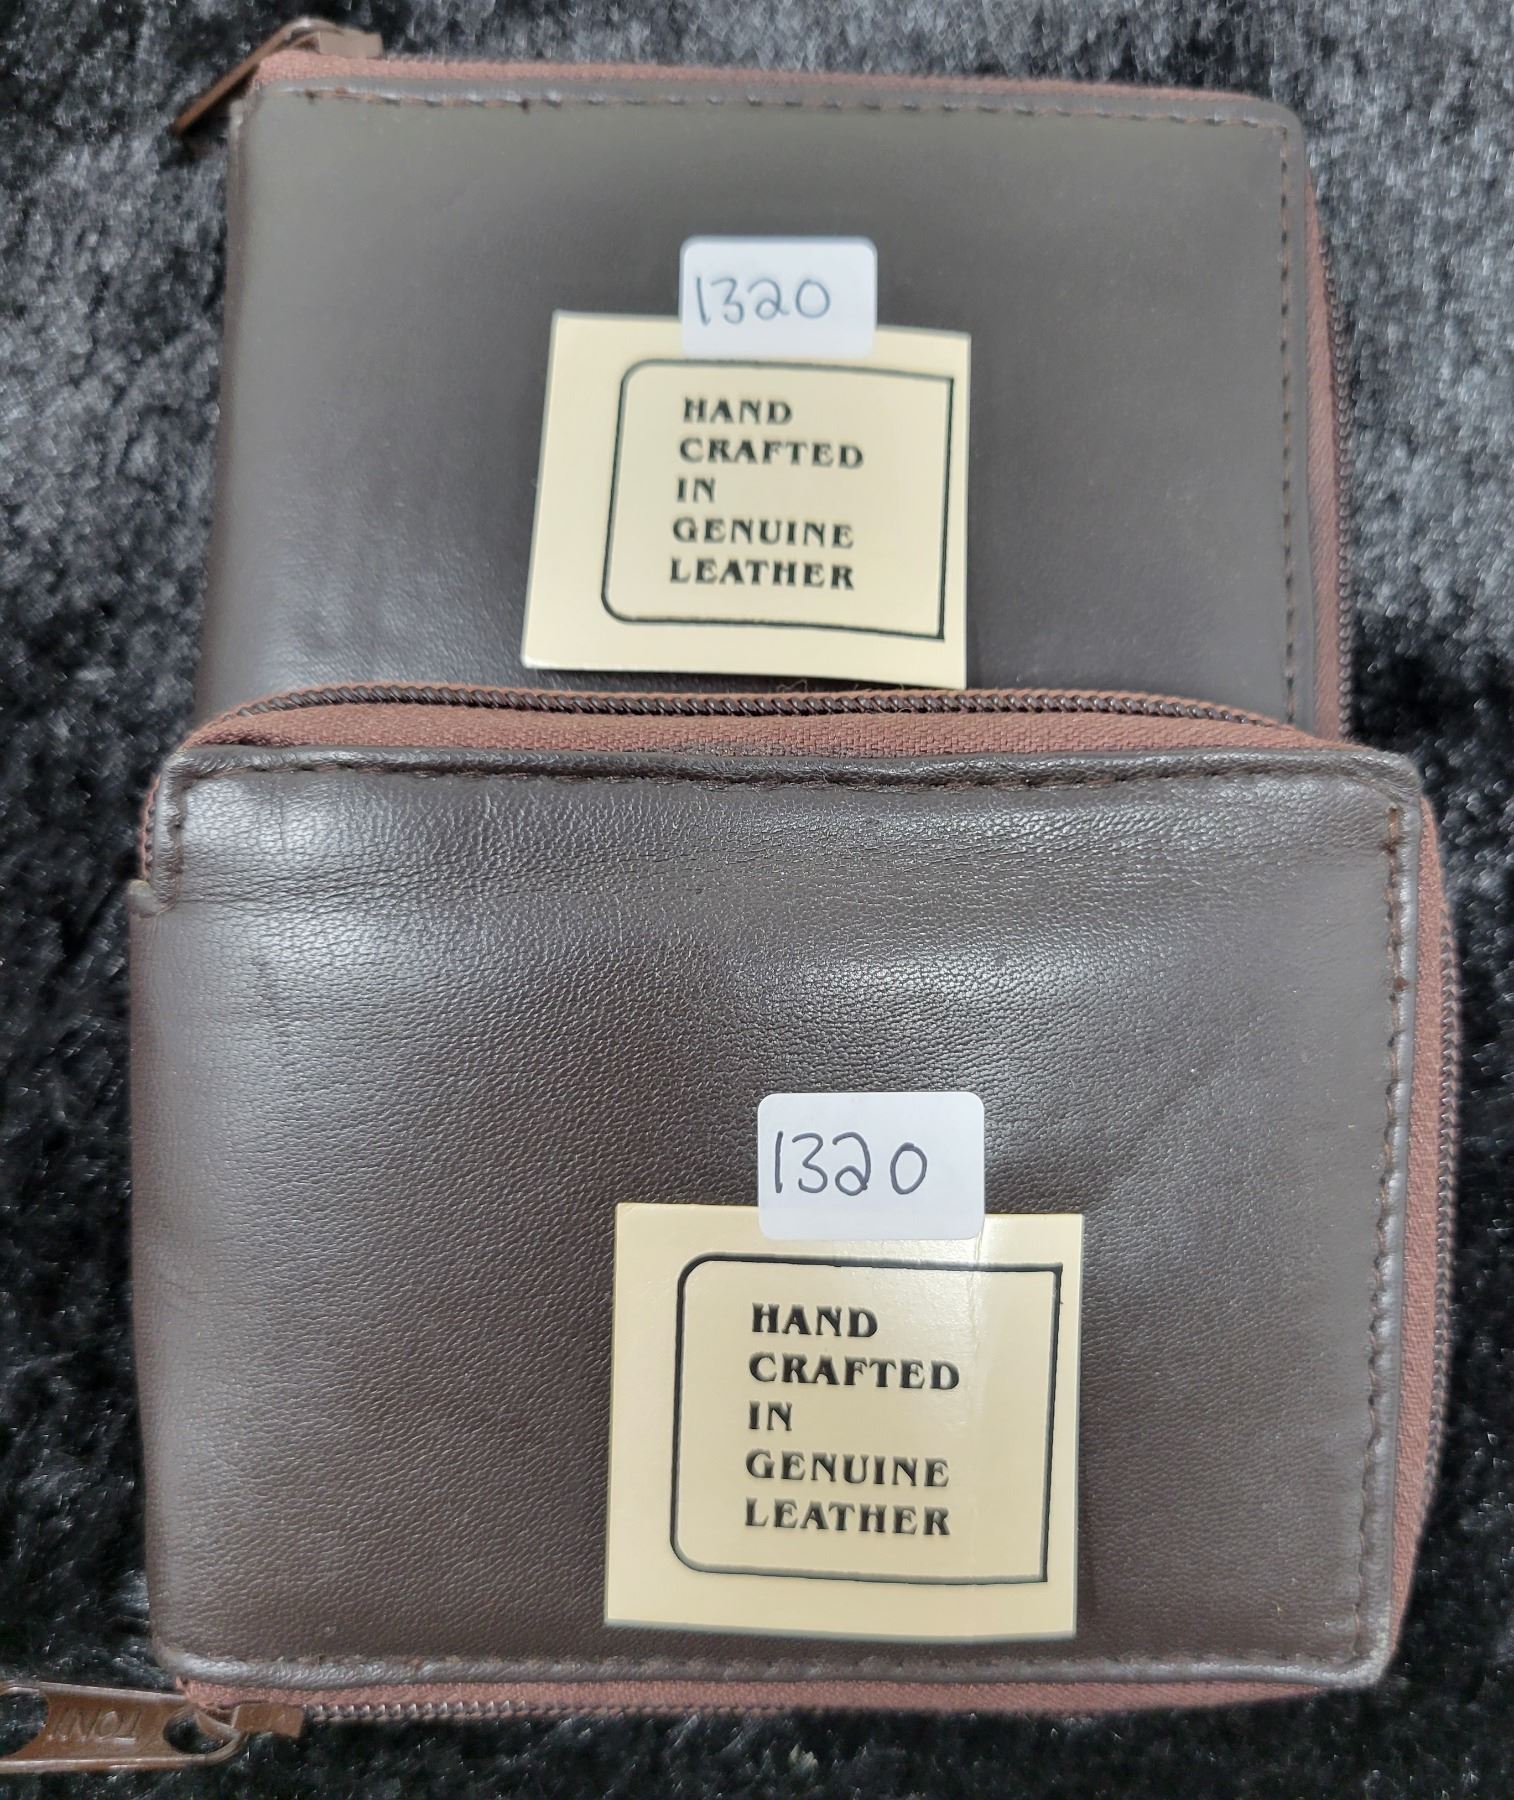 1320
HAND
CRAFTED
IN
GENUINE
LEATHER
1320
HAND
CRAFTED
IN
GENUINE
LEATHER